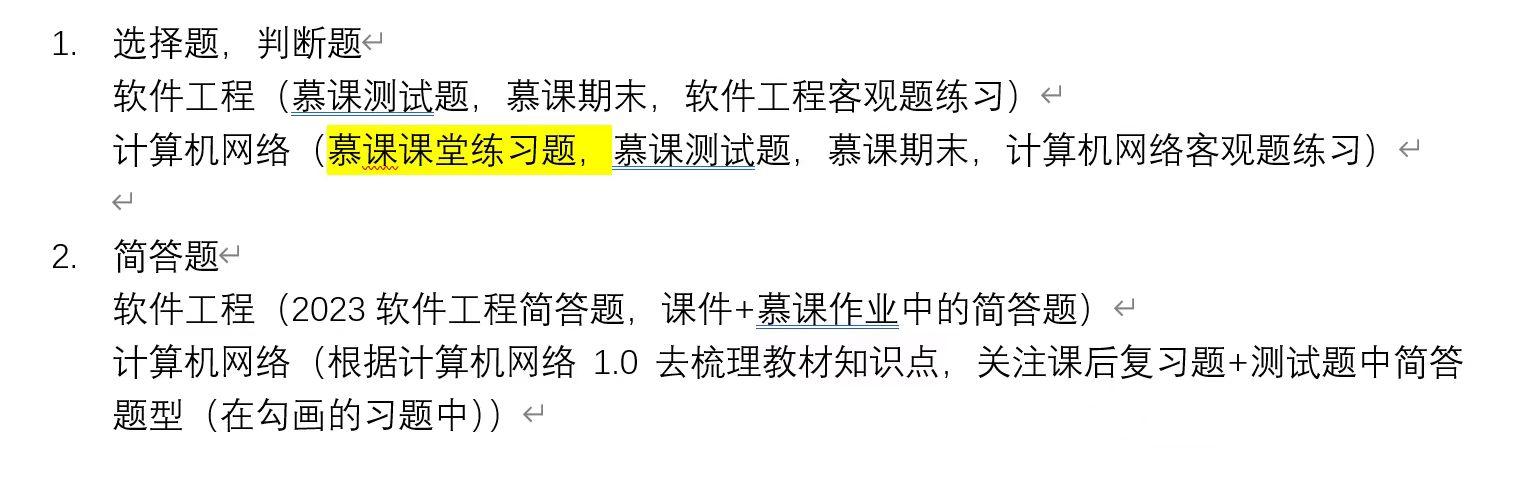 1. 选择题，判断题
软件工程（慕课测试题，慕课期末，软件工程客观题练习）
计算机网络（慕课课堂练习题，慕课测试题，慕课期末，计算机网络客观题练习）
2. 简答题
软件工程（2023 软件工程简答题，课件+慕课作业中的简答题）
计算机网络（根据计算机网络 1.0 去梳理教材知识点，关注课后复习题+测试题中简答
题型（在勾画的习题中））